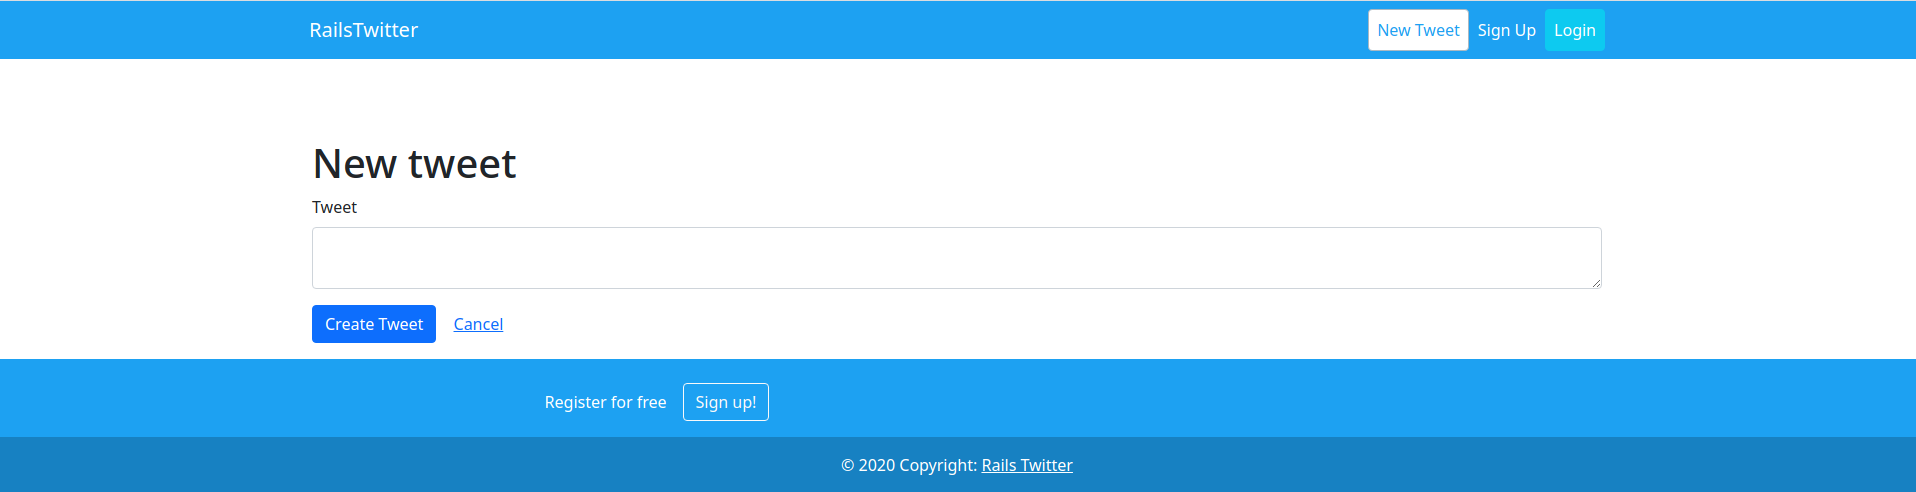 RailsTwitter New Tweet Sign Up Login
New tweet
Tweet
Create Tweet Cancel
Register for free Sign up!
© 2020 Copyright: Rails Twitter